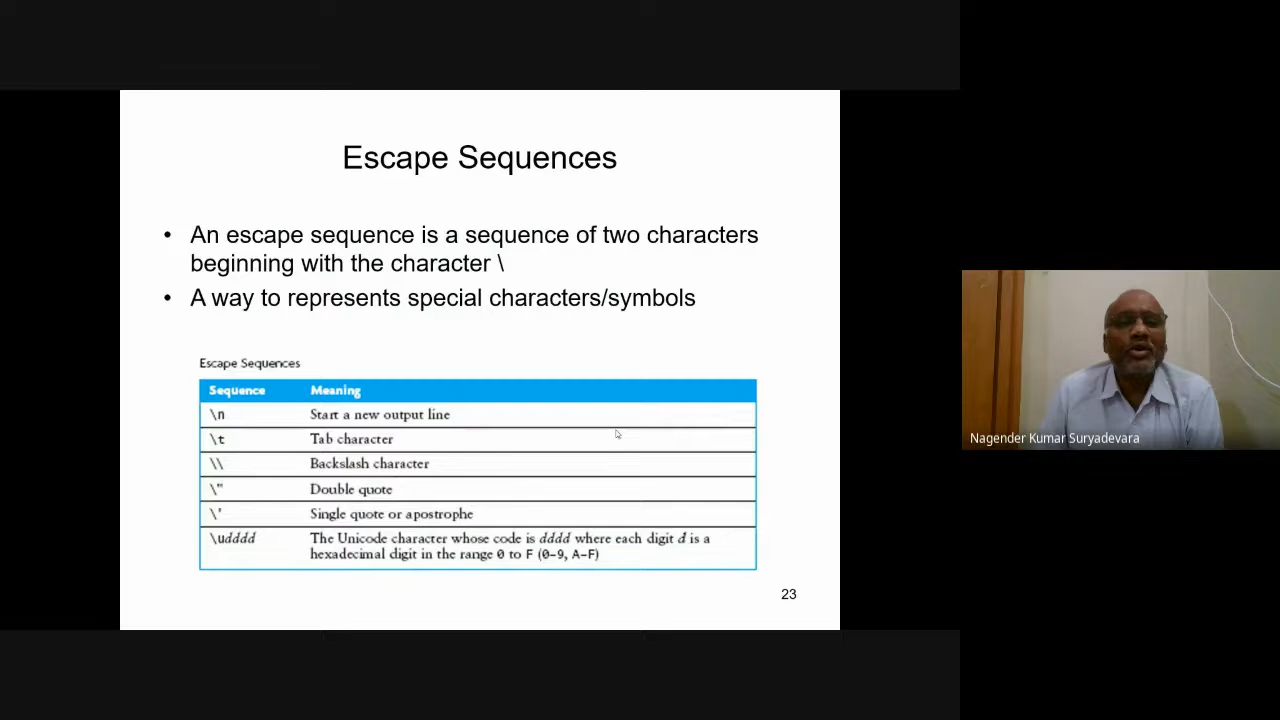 Escape Sequences
• An escape sequence is a sequence of two characters
beginning with the character \
• A way to represents special characters/symbols
Escape Sequences
Sequence Meaning
\n Start a new output line
\t Tab character
\\ Backslash character
\" Double quote
\' Single quote or apostrophe
\udddd The Unicode character whose code is dddd where each digit d is a
hexadecimal digit in the range 0 to F (0–9, A–F)
23
Nagender Kumar Suryadevara